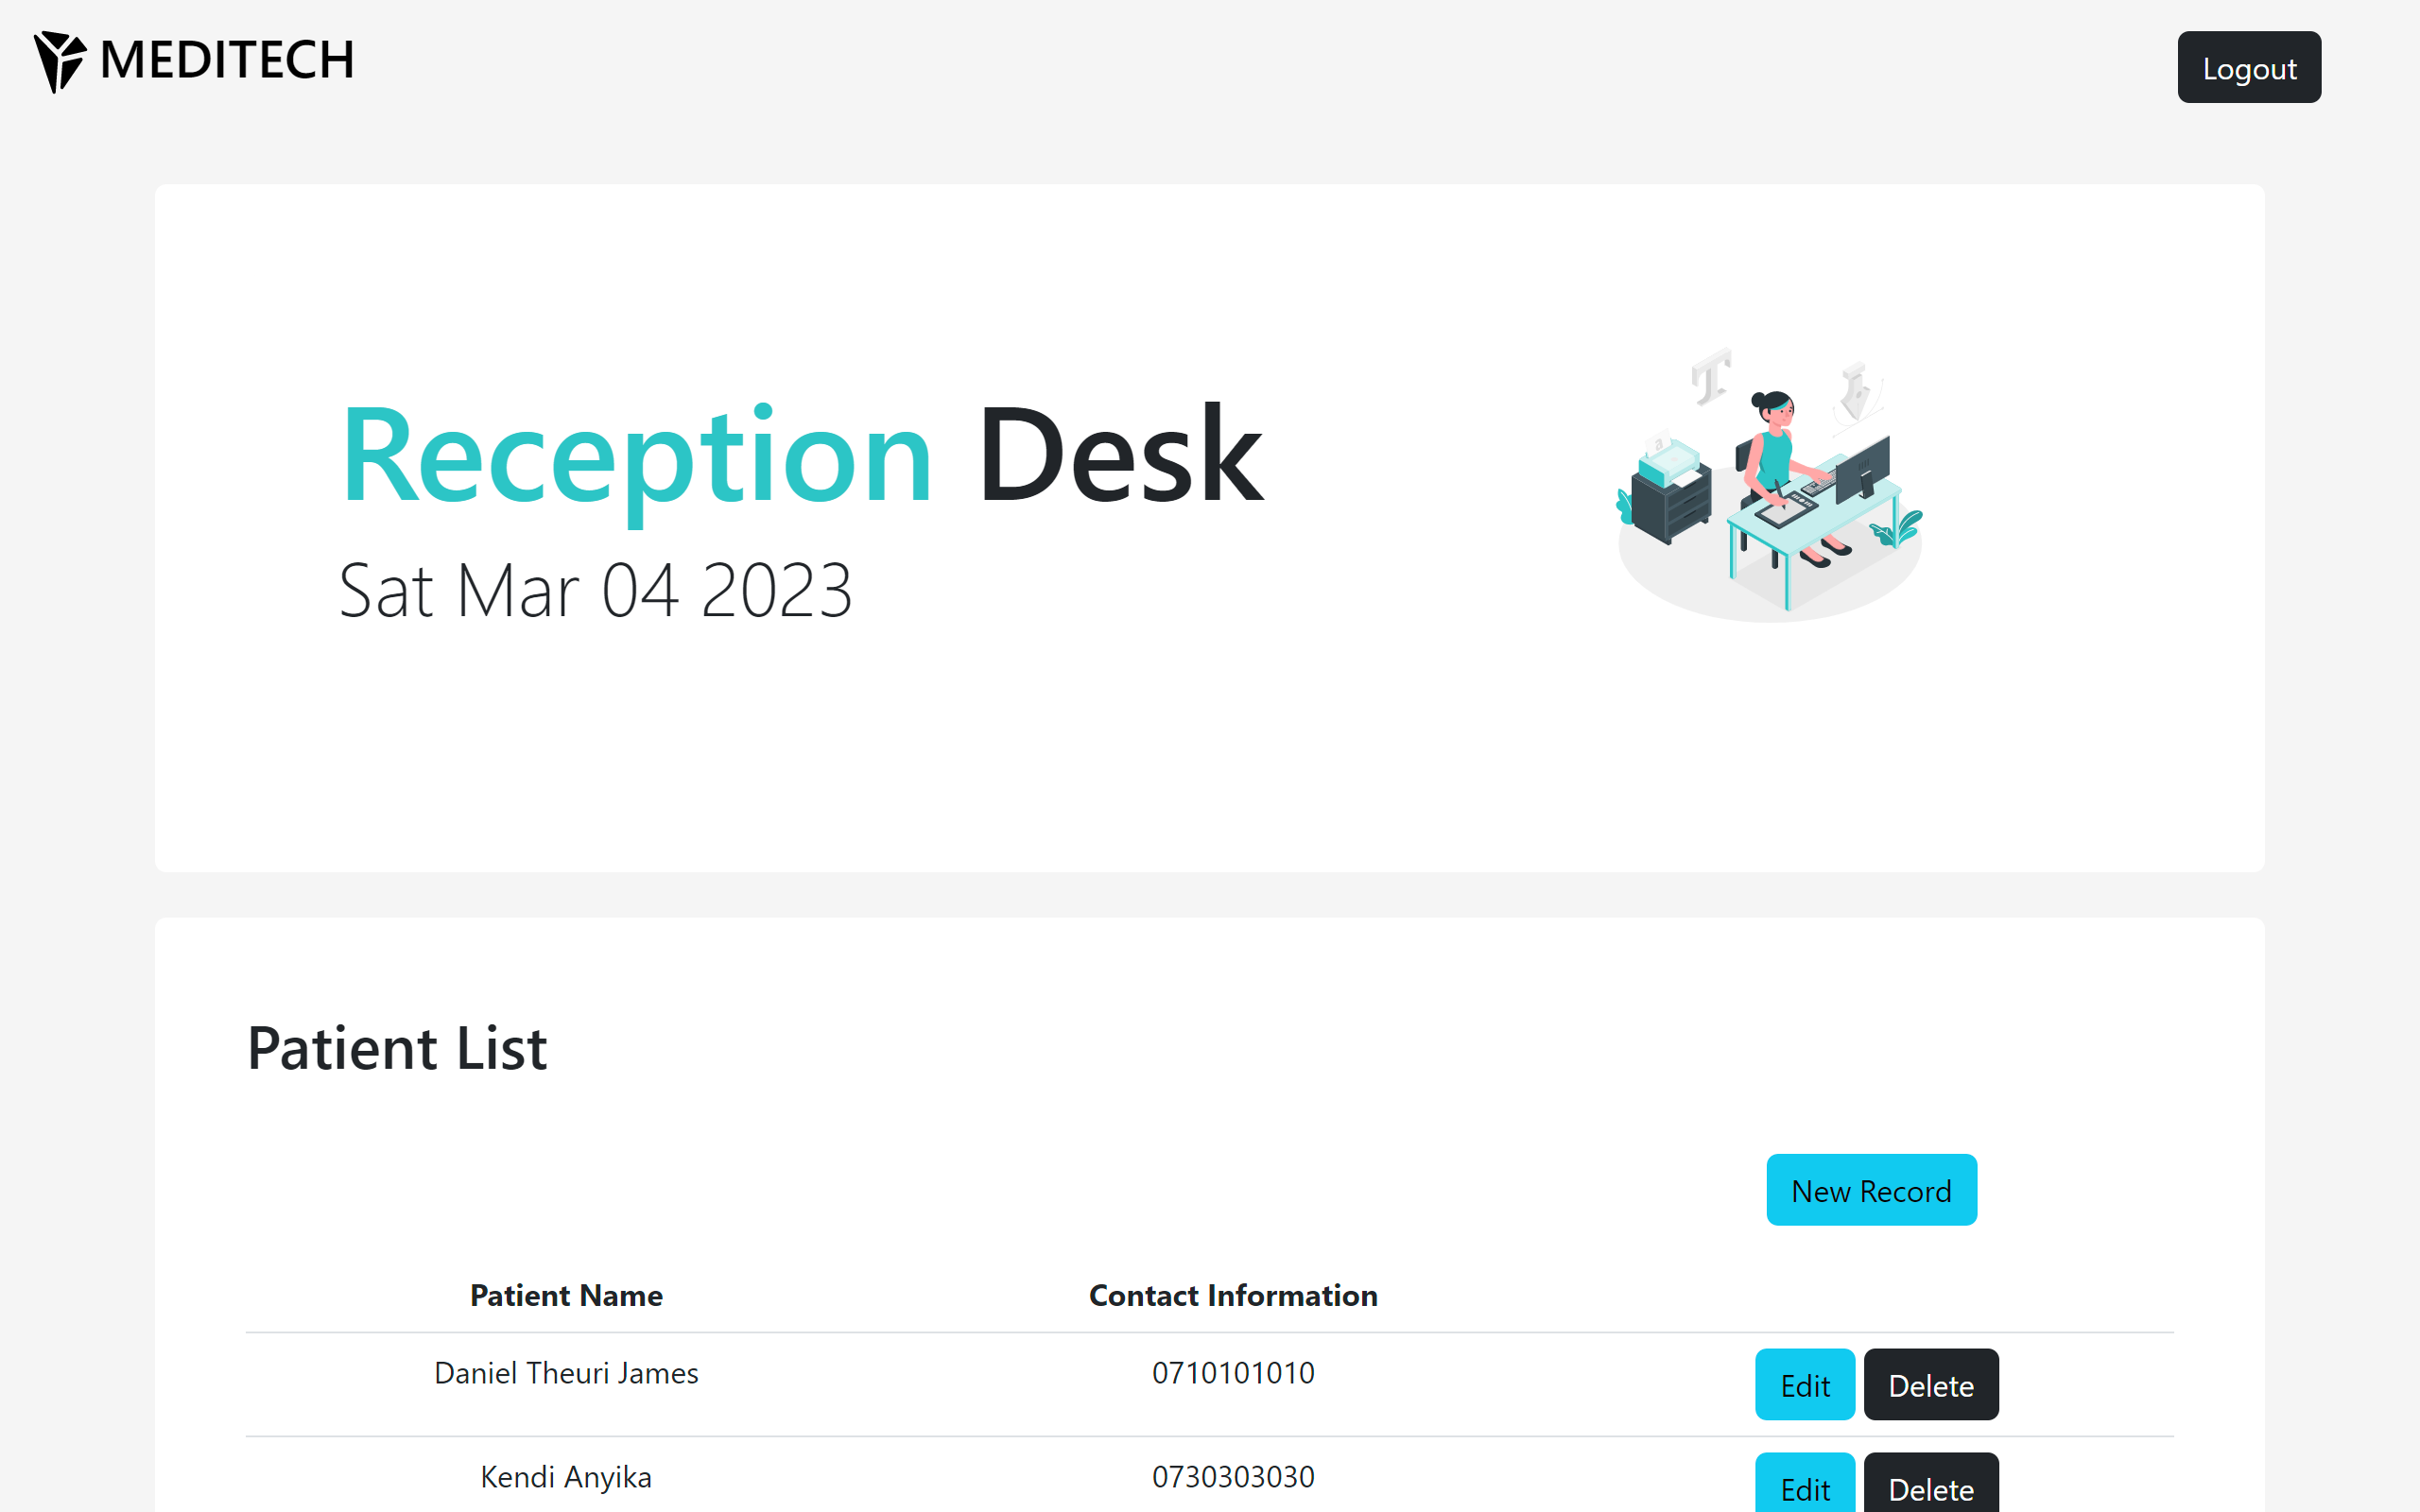 MEDITECH
Logout
Reception Desk
Sat Mar 04 2023
Patient List
New Record
Patient Name Contact Information
Daniel Theuri James 0710101010 Edit Delete
Kendi Anyika 0730303030 Edit Delete